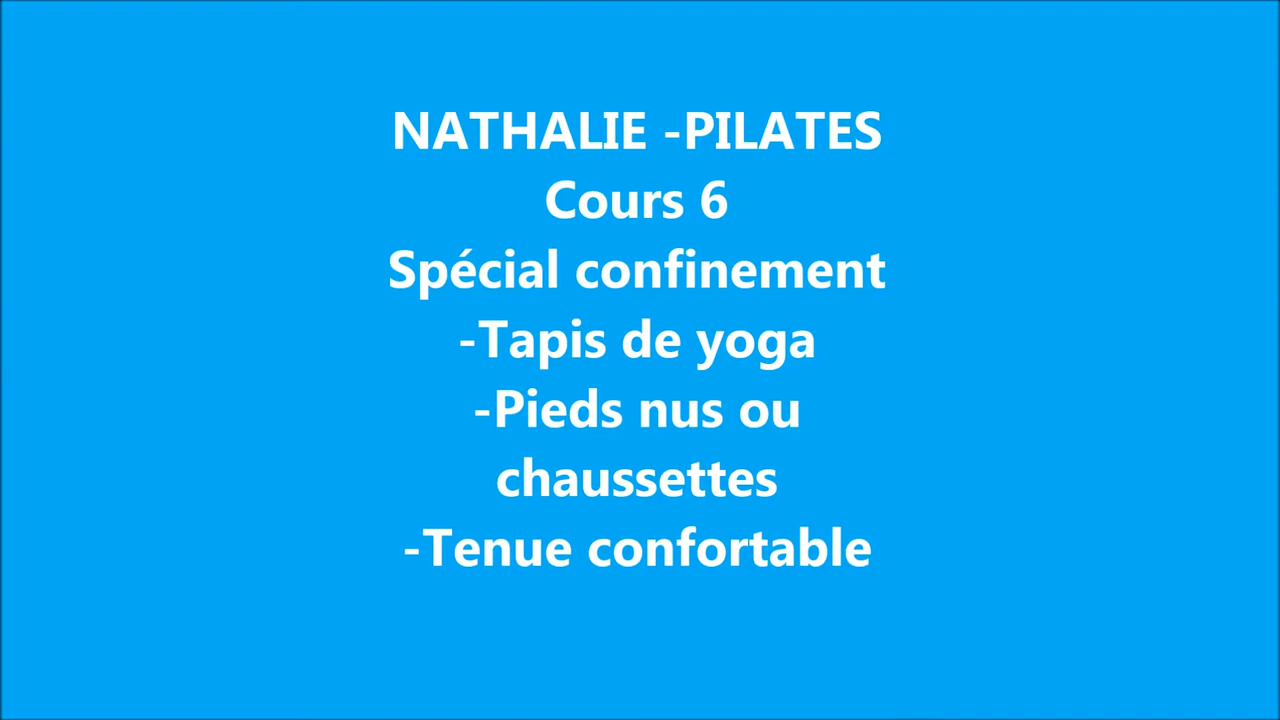 NATHALIE -PILATES
Cours 6
Spécial confinement
-Tapis de yoga
-Pieds nus ou
chaussettes
-Tenue confortable